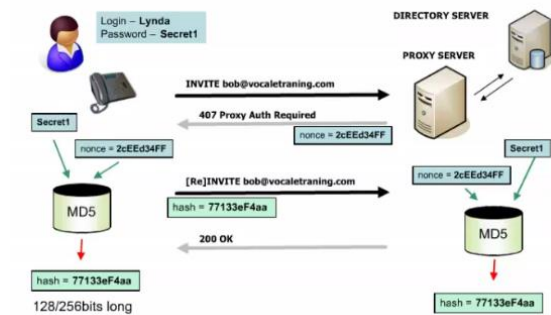 Login – Lynda
Password – Secret1
DIRECTORY SERVER
PROXY SERVER
INVITE bob@vocaletraning.com
407 Proxy Auth Required
nonce = 2cEEd34FF
Secret1
nonce = 2cEEd34FF
Secret1
nonce = 2cEEd34FF
[Re]INVITE bob@vocaletraning.com
hash = 77133eF4aa
MD5
MD5
200 OK
hash = 77133eF4aa
128/256bits long
hash = 77133eF4aa